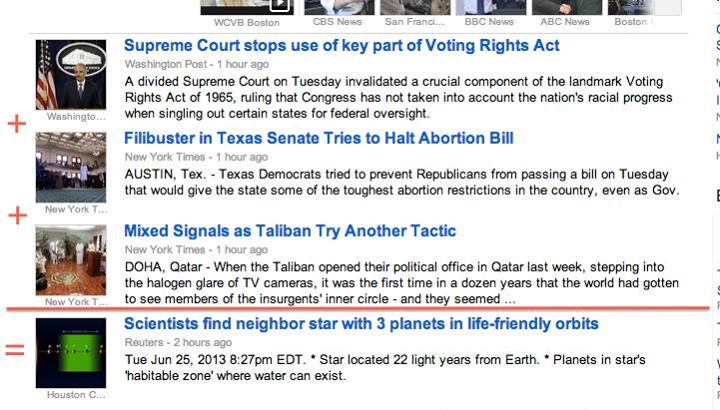 WCVB Boston
CBS News
San Franci...
BBC News
ABC News
Boston
Supreme Court stops use of key part of Voting Rights Act
Washington Post - 1 hour ago
A divided Supreme Court on Tuesday invalidated a crucial component of the landmark Voting
Rights Act of 1965, ruling that Congress has not taken into account the nation's racial progress
when singling out certain states for federal oversight.
Washingto...
+
Filibuster in Texas Senate Tries to Halt Abortion Bill
New York Times - 1 hour ago
AUSTIN, Tex. - Texas Democrats tried to prevent Republicans from passing a bill on Tuesday
that would give the state some of the toughest abortion restrictions in the country, even as Gov.
New York T...
+
Mixed Signals as Taliban Try Another Tactic
New York Times - 1 hour ago
DOHA, Qatar - When the Taliban opened their political office in Qatar last week, stepping into
the halogen glare of TV cameras, it was the first time in a dozen years that the world had gotten
to see members of the insurgents' inner circle - and they seemed ...
New York T...
=
Scientists find neighbor star with 3 planets in life-friendly orbits
Reuters - 2 hours ago
Tue Jun 25, 2013 8:27pm EDT. * Star located 22 light years from Earth. * Planets in star's
'habitable zone' where water can exist.
Houston C...